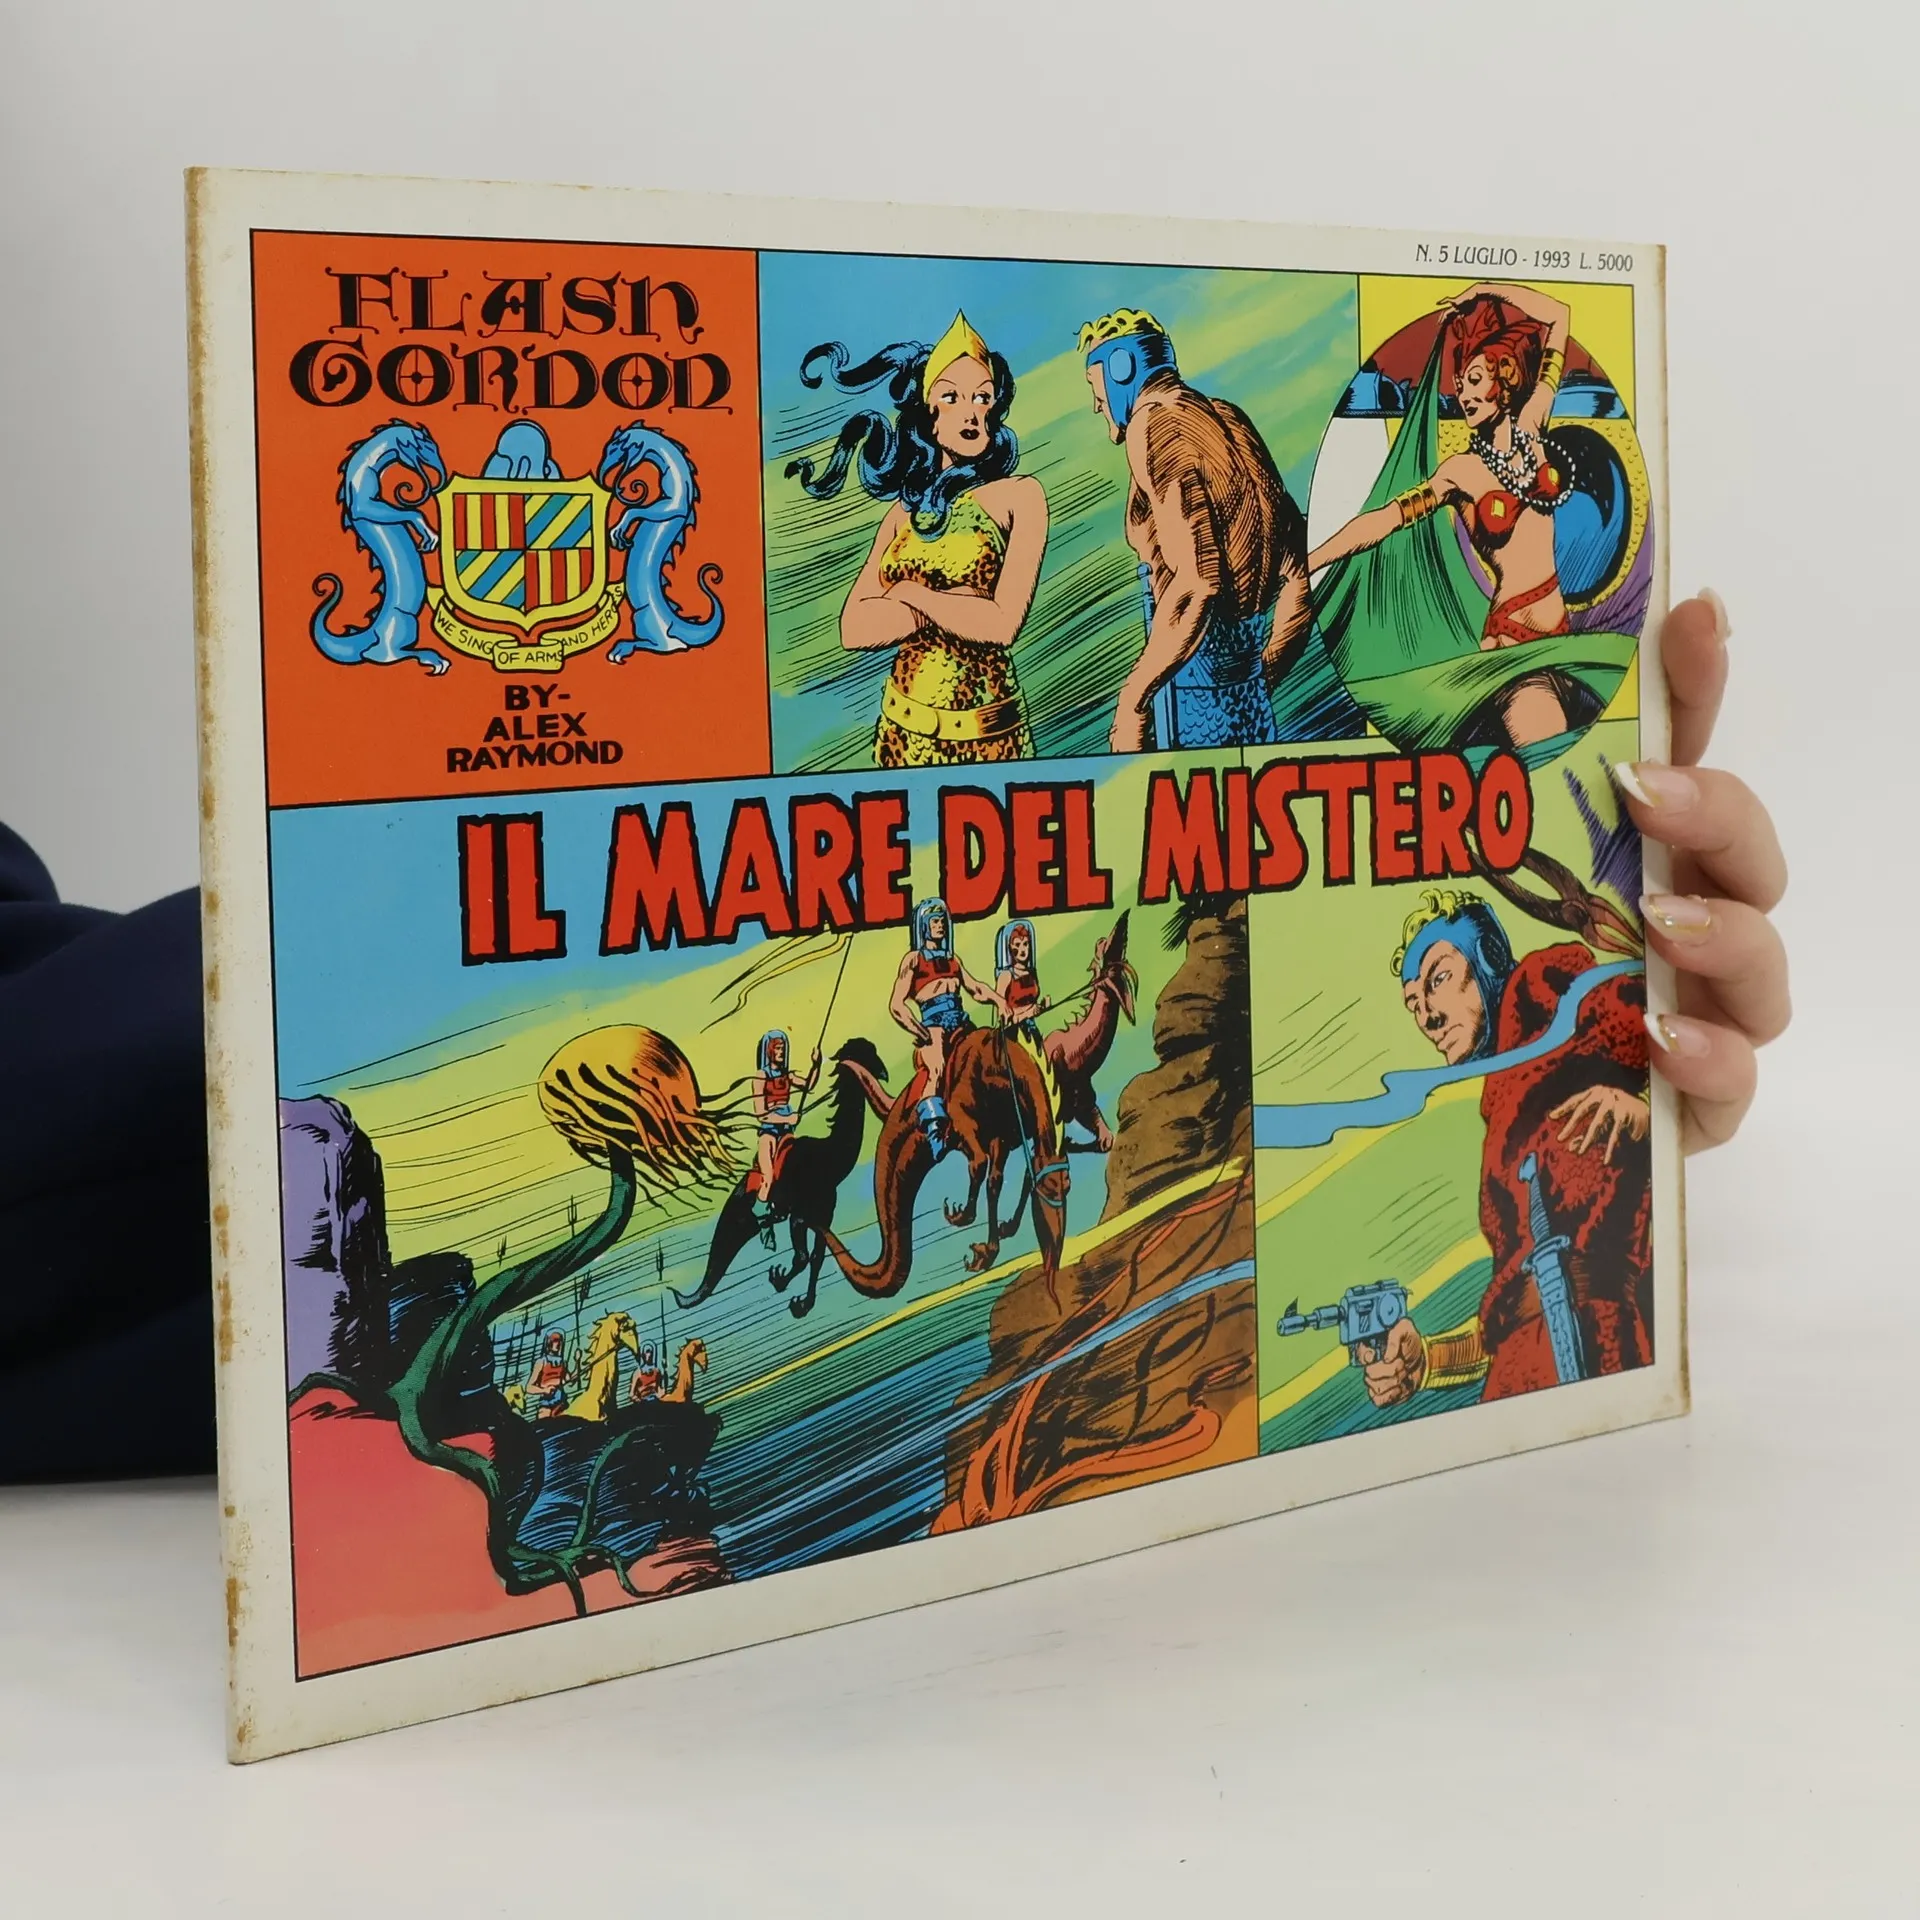 N. 5 LUGLIO - 1993 L. 5000
FLASH
GORDON
WE SING
OF ARMS
AND HEROES
BY-
ALEX
RAYMOND
IL MARE DEL MISTERO